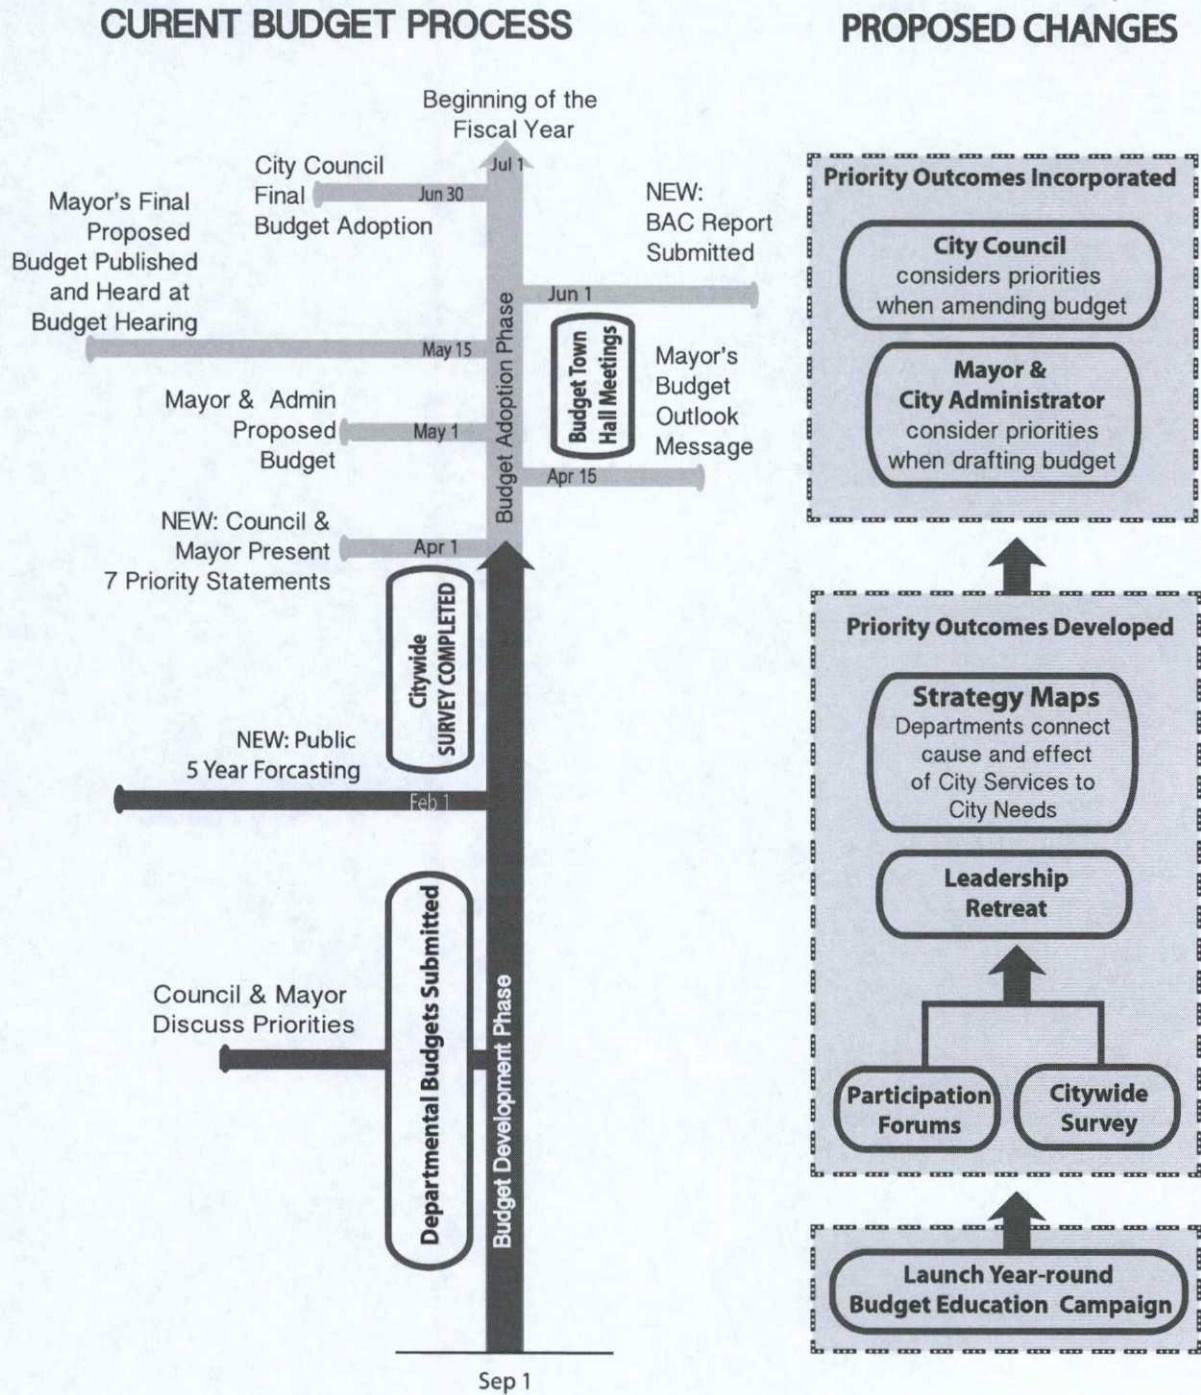 CURENT BUDGET PROCESS
Beginning of the
Fiscal Year
Jul 1
City Council
Final
Budget Adoption
Jun 30
NEW:
BAC Report
Submitted
Jun 1
Mayor's Final
Proposed
Budget Published
and Heard at
Budget Hearing
May 15
Budget Town
Hall Meetings
Mayor's
Budget
Outlook
Message
Apr 15
Mayor & Admin
Proposed
Budget
May 1
Budget Adoption Phase
NEW: Council &
Mayor Present
7 Priority Statements
Apr 1
Citywide
SURVEY COMPLETED
NEW: Public
5 Year Forcasting
Feb 1
Departmental Budgets Submitted
Council & Mayor
Discuss Priorities
Budget Development Phase
Sep 1
PROPOSED CHANGES
Priority Outcomes Incorporated
City Council
considers priorities
when amending budget
Mayor &
City Administrator
consider priorities
when drafting budget
Priority Outcomes Developed
Strategy Maps
Departments connect
cause and effect
of City Services to
City Needs
Leadership
Retreat
Participation
Forums
Citywide
Survey
Launch Year-round
Budget Education Campaign